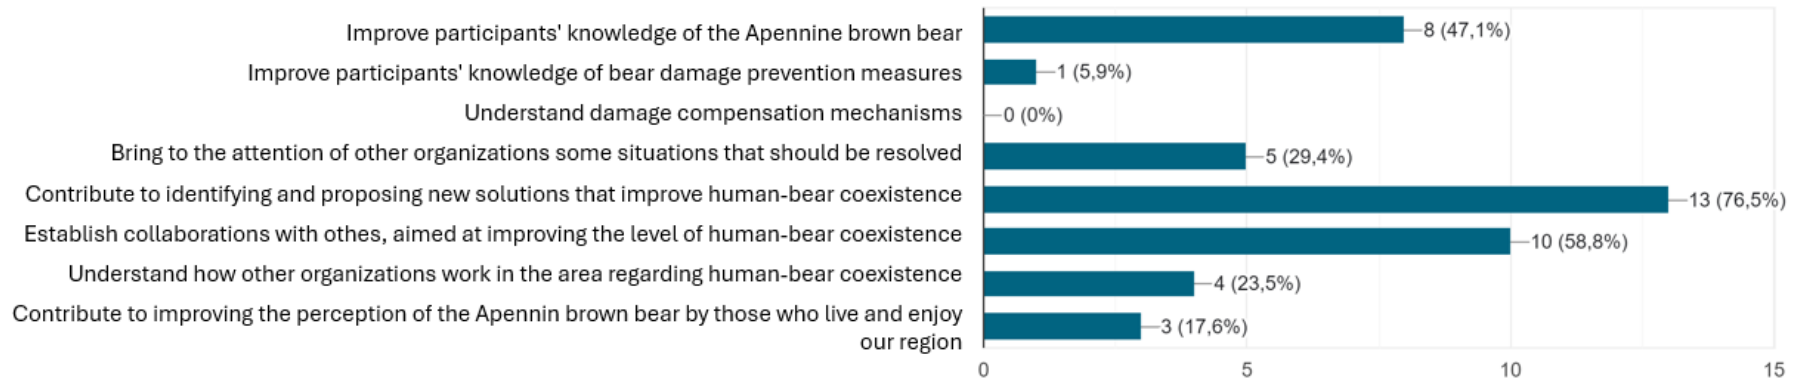 Improve participants' knowledge of the Apennine brown bear
8 (47,1%)
Improve participants' knowledge of bear damage prevention measures
1 (5,9%)
Understand damage compensation mechanisms
0 (0%)
Bring to the attention of other organizations some situations that should be resolved
5 (29,4%)
Contribute to identifying and proposing new solutions that improve human-bear coexistence
13 (76,5%)
Establish collaborations with othes, aimed at improving the level of human-bear coexistence
10 (58,8%)
Understand how other organizations work in the area regarding human-bear coexistence
4 (23,5%)
Contribute to improving the perception of the Apennin brown bear by those who live and enjoy
our region
3 (17,6%)
0 5 10 15